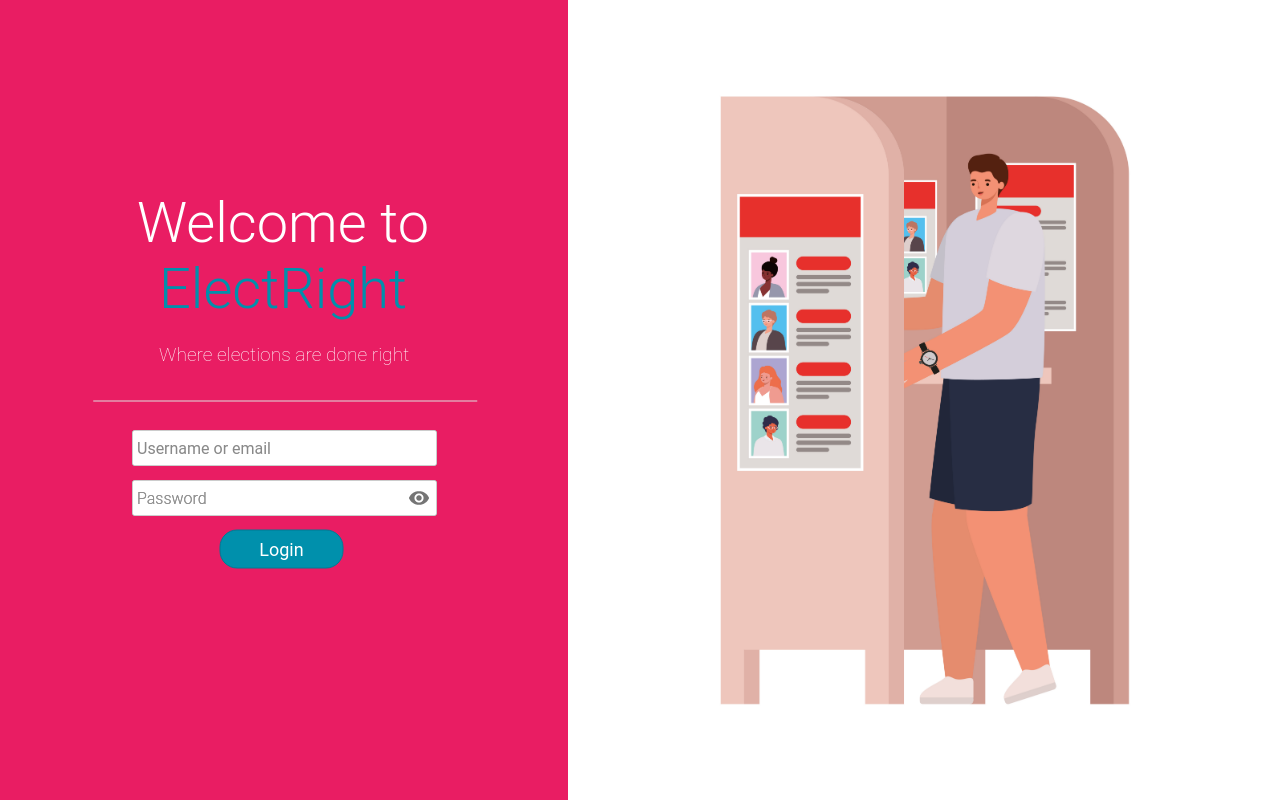 Welcome to
ElectRight
Where elections are done right
Username or email
Password
Login